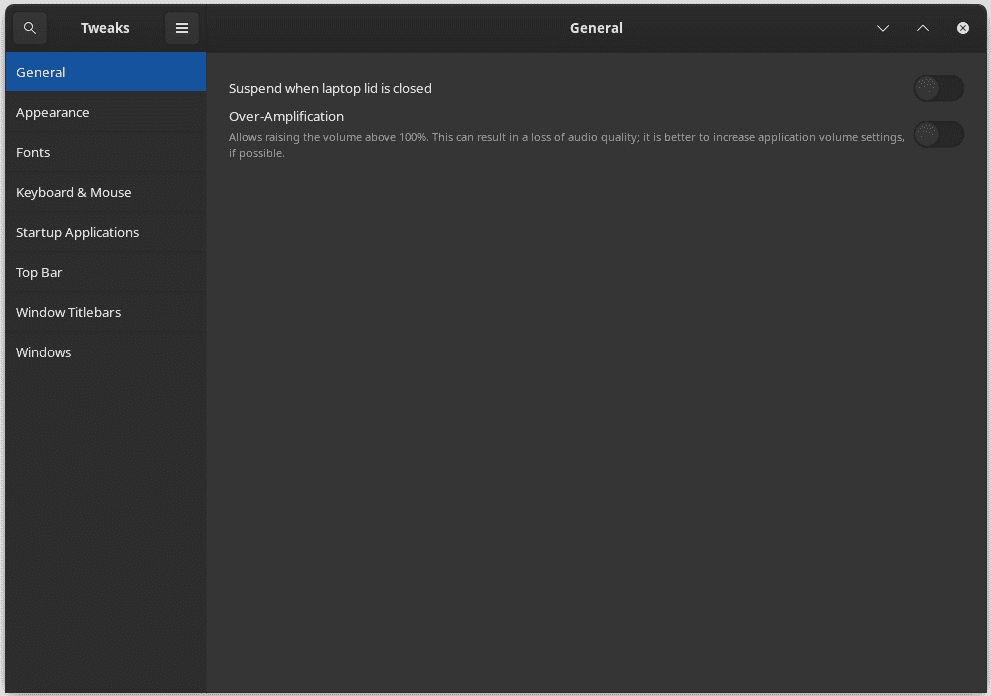 Tweaks
General
General
Appearance
Fonts
Keyboard & Mouse
Startup Applications
Top Bar
Window Titlebars
Windows
Suspend when laptop lid is closed
Over-Amplification
Allows raising the volume above 100%. This can result in a loss of audio quality; it is better to increase application volume settings,
if possible.